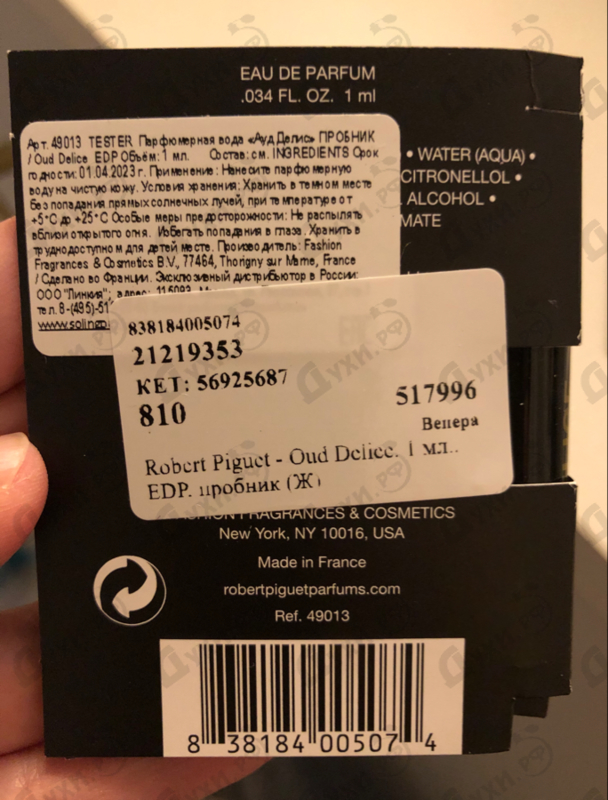 EAU DE PARFUM
.034 FL. OZ. 1 ml
Арт. 49013 TESTER Парфюмерная вода «Ауд Делис» ПРОБНИК
/ Oud Delice EDP Объём: 1 мл. Состав: см. INGREDIENTS Срок
годности: 01.04.2023 г. Применение: Нанесите парфюмерную
воду на чистую кожу. Условия хранения: Хранить в темном месте
без попадания прямых солнечных лучей, при температуре от
+5°C до +25°C Особые меры предосторожности: Не распылять
вблизи открытого огня. Избегать попадания в глаза. Хранить в
труднодоступном для детей месте. Производитель: Fashion
Fragrances & Cosmetics B.V., 77464, Thorigny sur Marne, France
/ Сделано во Франции. Эксклюзивный дистрибьютор в России:
ООО "Линкия", адрес: 115093,
тел. 8-(495)-51
• WATER (AQUA) •
CITRONELLOL •
ALCOHOL •
MATE
838184005074
21219353
КЕТ: 56925687
810
517996
Венера
Robert Piguet - Oud Delice. 1 мл..
EDP. пробник (Ж)
FRAGRANCES & COSMETICS
New York, NY 10016, USA
Made in France
robertpiguetparfums.com
Ref. 49013
8 38184 00507 4
Духи.рф